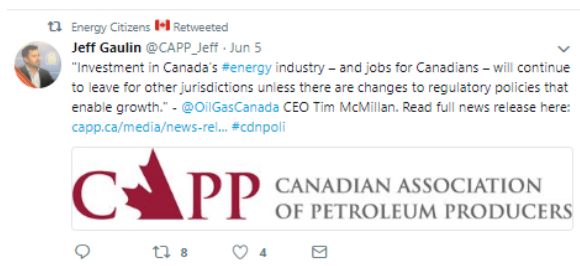 Energy Citizens Retweeted
Jeff Gaulin @CAPP_Jeff · Jun 5
"Investment in Canada's #energy industry – and jobs for Canadians – will continue
to leave for other jurisdictions unless there are changes to regulatory policies that
enable growth." - @OilGasCanada CEO Tim McMillan. Read full news release here:
capp.ca/media/news-rel... #cdnpoli
CAPP CANADIAN ASSOCIATION
OF PETROLEUM PRODUCERS
8 4